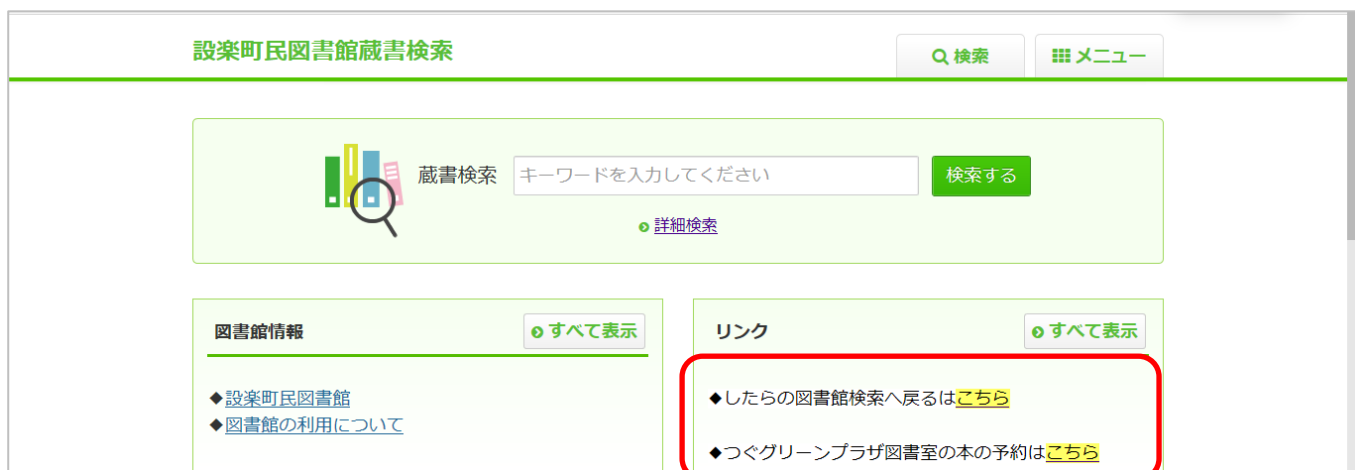 設楽町民図書館蔵書検索
検索
メニュー
蔵書検索
キーワードを入力してください
検索する
詳細検索
図書館情報
すべて表示
◆設楽町民図書館
◆図書館の利用について
リンク
すべて表示
◆したらの図書館検索へ戻るはこちら
◆つぐグリーンプラザ図書室の本の予約はこちら